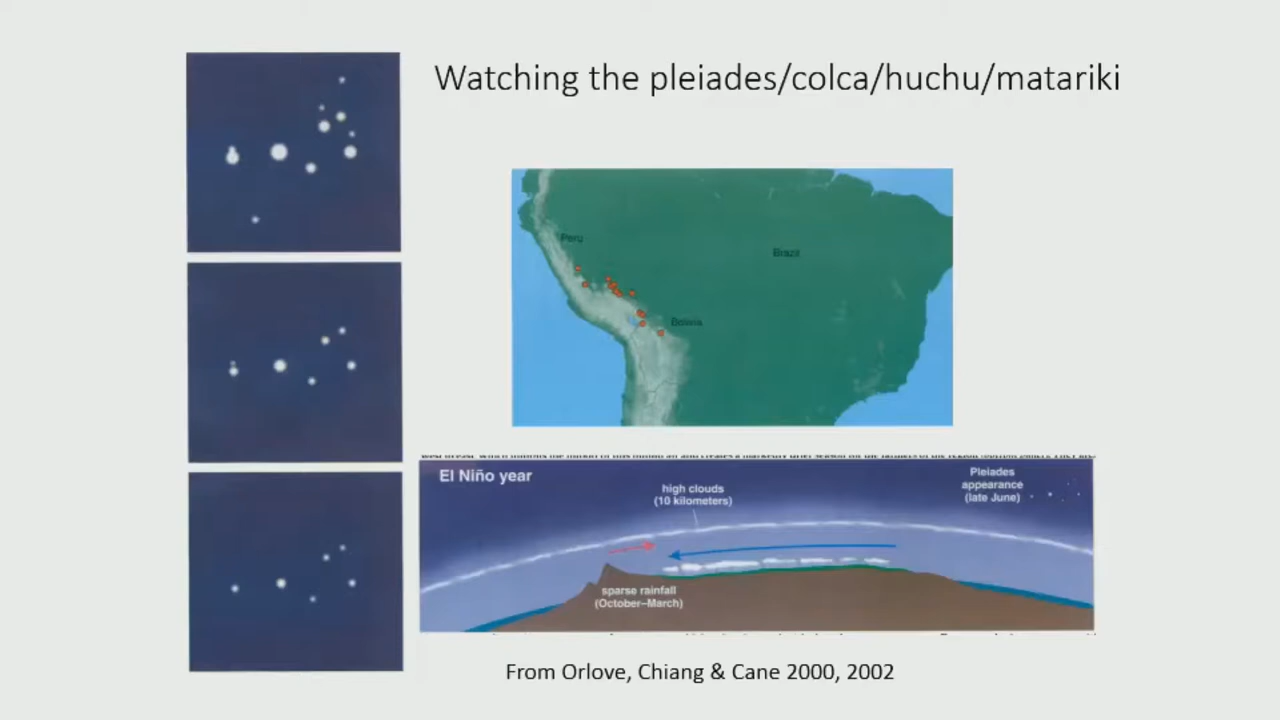 Watching the pleiades/colca/huchu/matariki
Peru
Brazil
Bolivia
El Niño year
high clouds
(10 kilometers)
Pleiades
appearance
(late June)
sparse rainfall
(October–March)
From Orlove, Chiang & Cane 2000, 2002